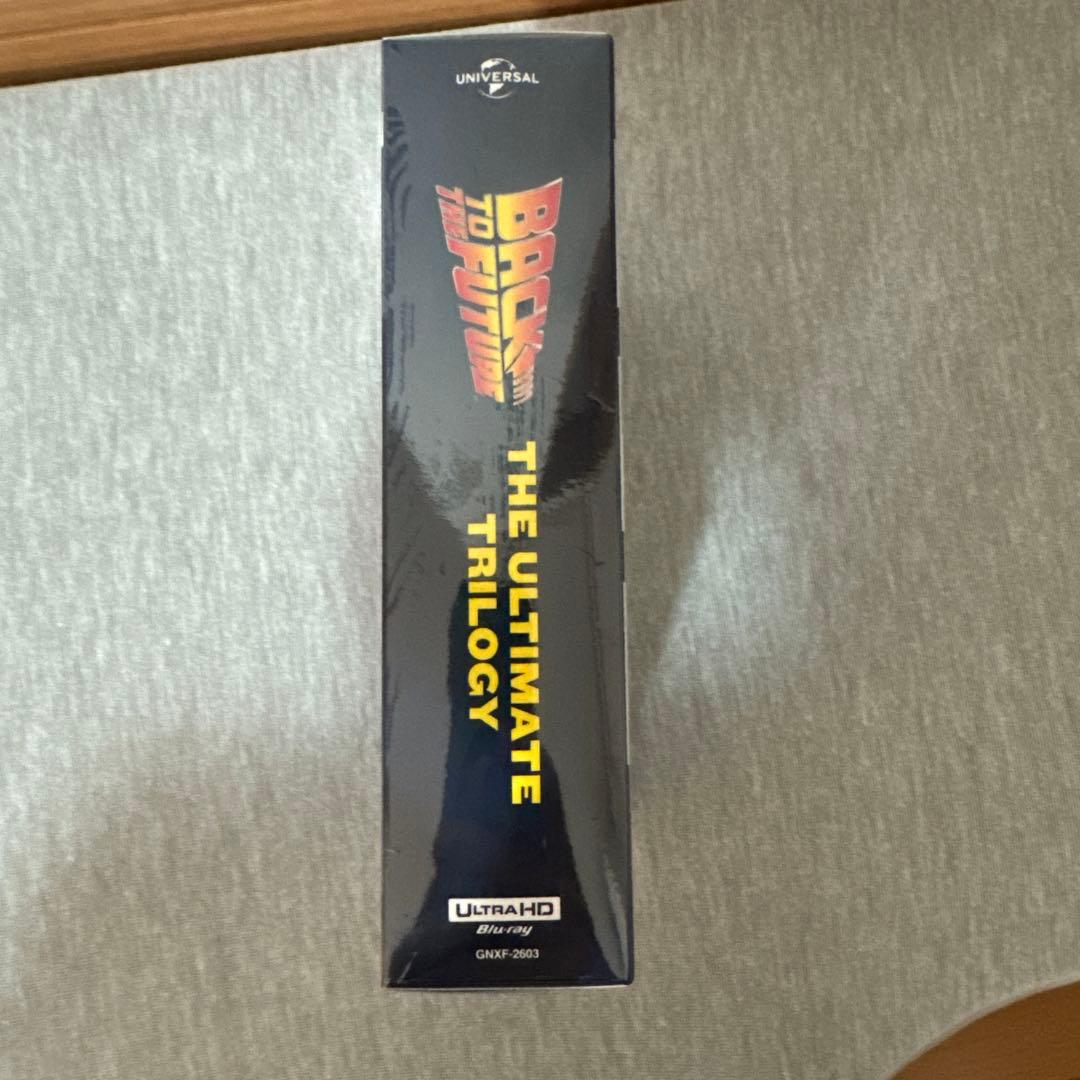 UNIVERSAL
BACK
TO
THE FUTURE
THE ULTIMATE
TRILOGY
ULTRA HD
Blu-ray
GNXF-2603